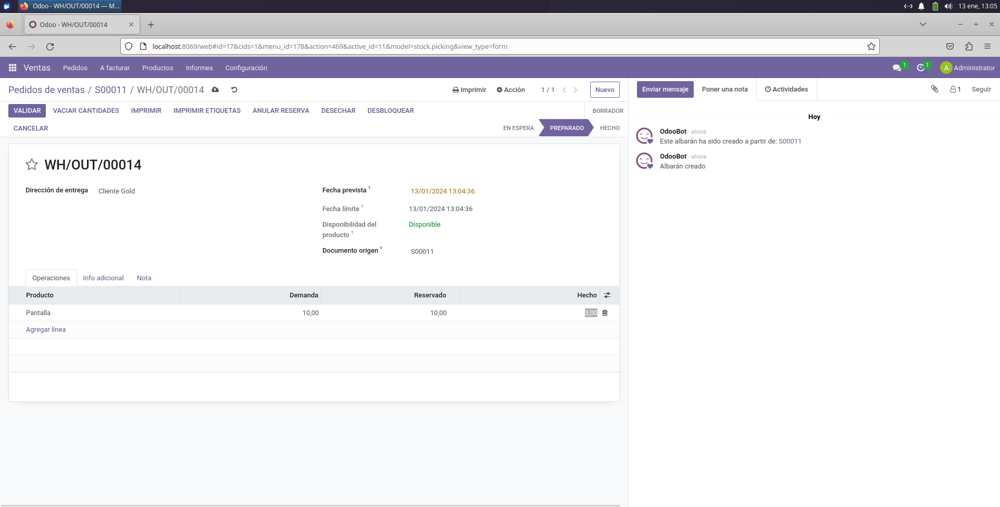 Odoo - WH/OUT/00014 — M...
13 ene, 13:05
Odoo - WH/OUT/00014
localhost:8069/web#id=17&cids=1&menu_id=178&action=469&active_id=11&model=stock.picking&view_type=form
Ventas Pedidos A facturar Productos Informes Configuración 1 1 A Administrator
Pedidos de ventas / S00011 / WH/OUT/00014 Imprimir Acción 1 / 1 Nuevo
VALIDAR VACIAR CANTIDADES IMPRIMIR IMPRIMIR ETIQUETAS ANULAR RESERVA DESECHAR DESBLOQUEAR BORRADOR
CANCELAR EN ESPERA PREPARADO HECHO
WH/OUT/00014
Dirección de entrega Cliente Gold
Fecha prevista ? 13/01/2024 13:04:36
Fecha límite ? 13/01/2024 13:04:36
Disponibilidad del Disponible
producto ?
Documento origen ? S00011
Operaciones Info adicional Nota
Producto Demanda Reservado Hecho
Pantalla 10,00 10,00 3,00
Agregar línea
Enviar mensaje Poner una nota Actividades 1 Seguir
Hoy
OdooBot - ahora
Este albarán ha sido creado a partir de: S00011
OdooBot - ahora
Albarán creado